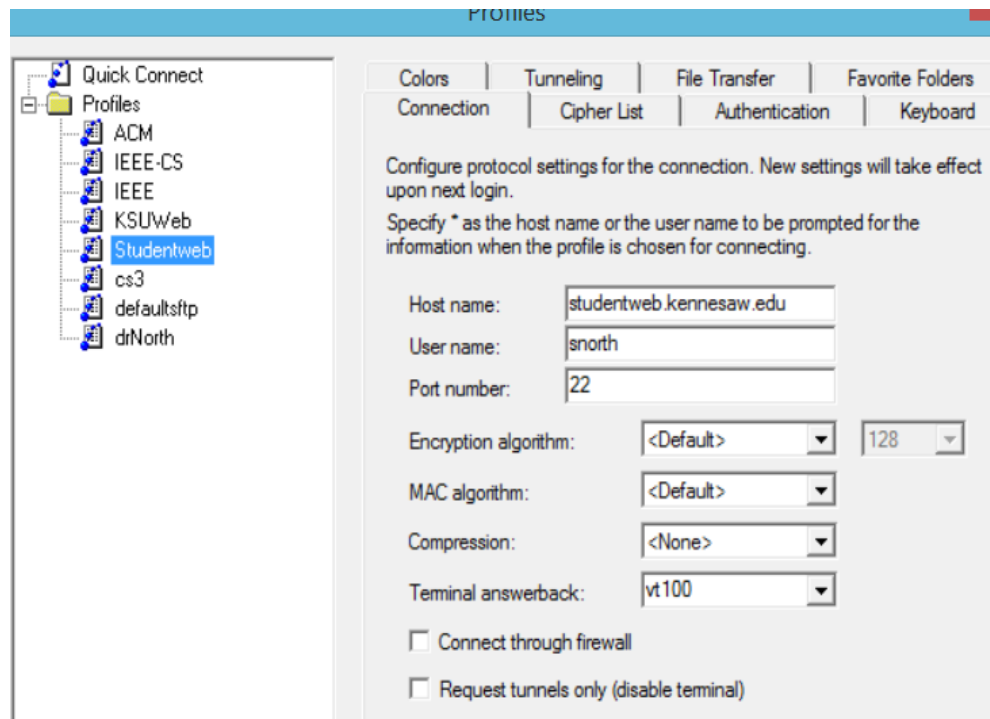 Profiles
Quick Connect
Profiles
ACM
IEEE-CS
IEEE
KSUWeb
Studentweb
cs3
defaultsftp
drNorth
Colors
Tunneling
File Transfer
Favorite Folders
Connection
Cipher List
Authentication
Keyboard
Configure protocol settings for the connection. New settings will take effect
upon next login.
Specify * as the host name or the user name to be prompted for the
information when the profile is chosen for connecting.
Host name: studentweb.kennesaw.edu
User name: snorth
Port number: 22
Encryption algorithm: <Default> 128
MAC algorithm: <Default>
Compression: <None>
Terminal answerback: vt100
Connect through firewall
Request tunnels only (disable terminal)